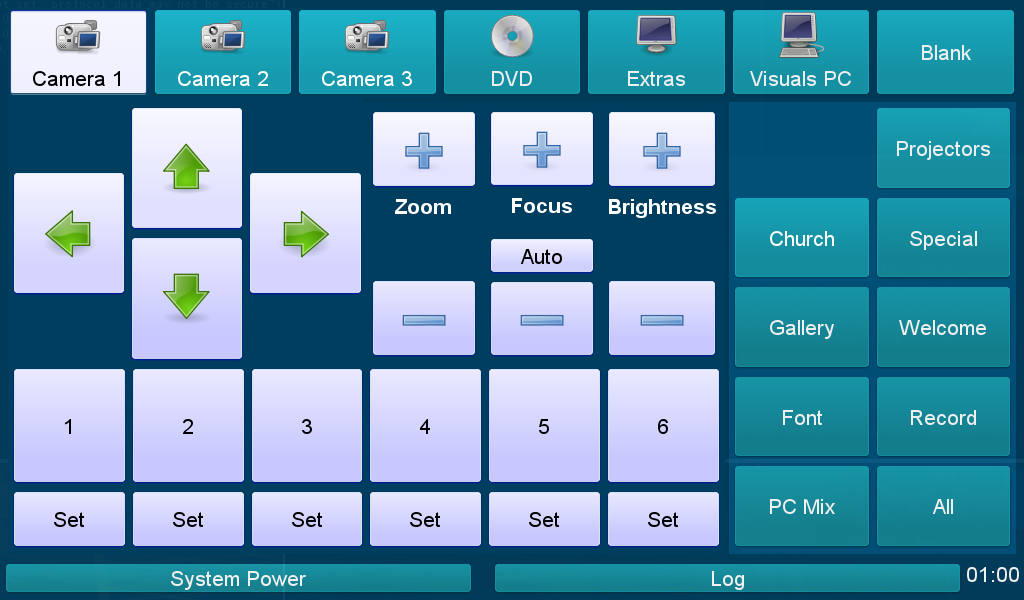 Camera 1
Camera 2
Camera 3
DVD
Extras
Visuals PC
Blank
Projectors
Zoom
Focus
Brightness
Church
Special
Auto
Gallery
Welcome
1
2
3
4
5
6
Font
Record
Set
Set
Set
Set
Set
Set
PC Mix
All
System Power
Log
01:00